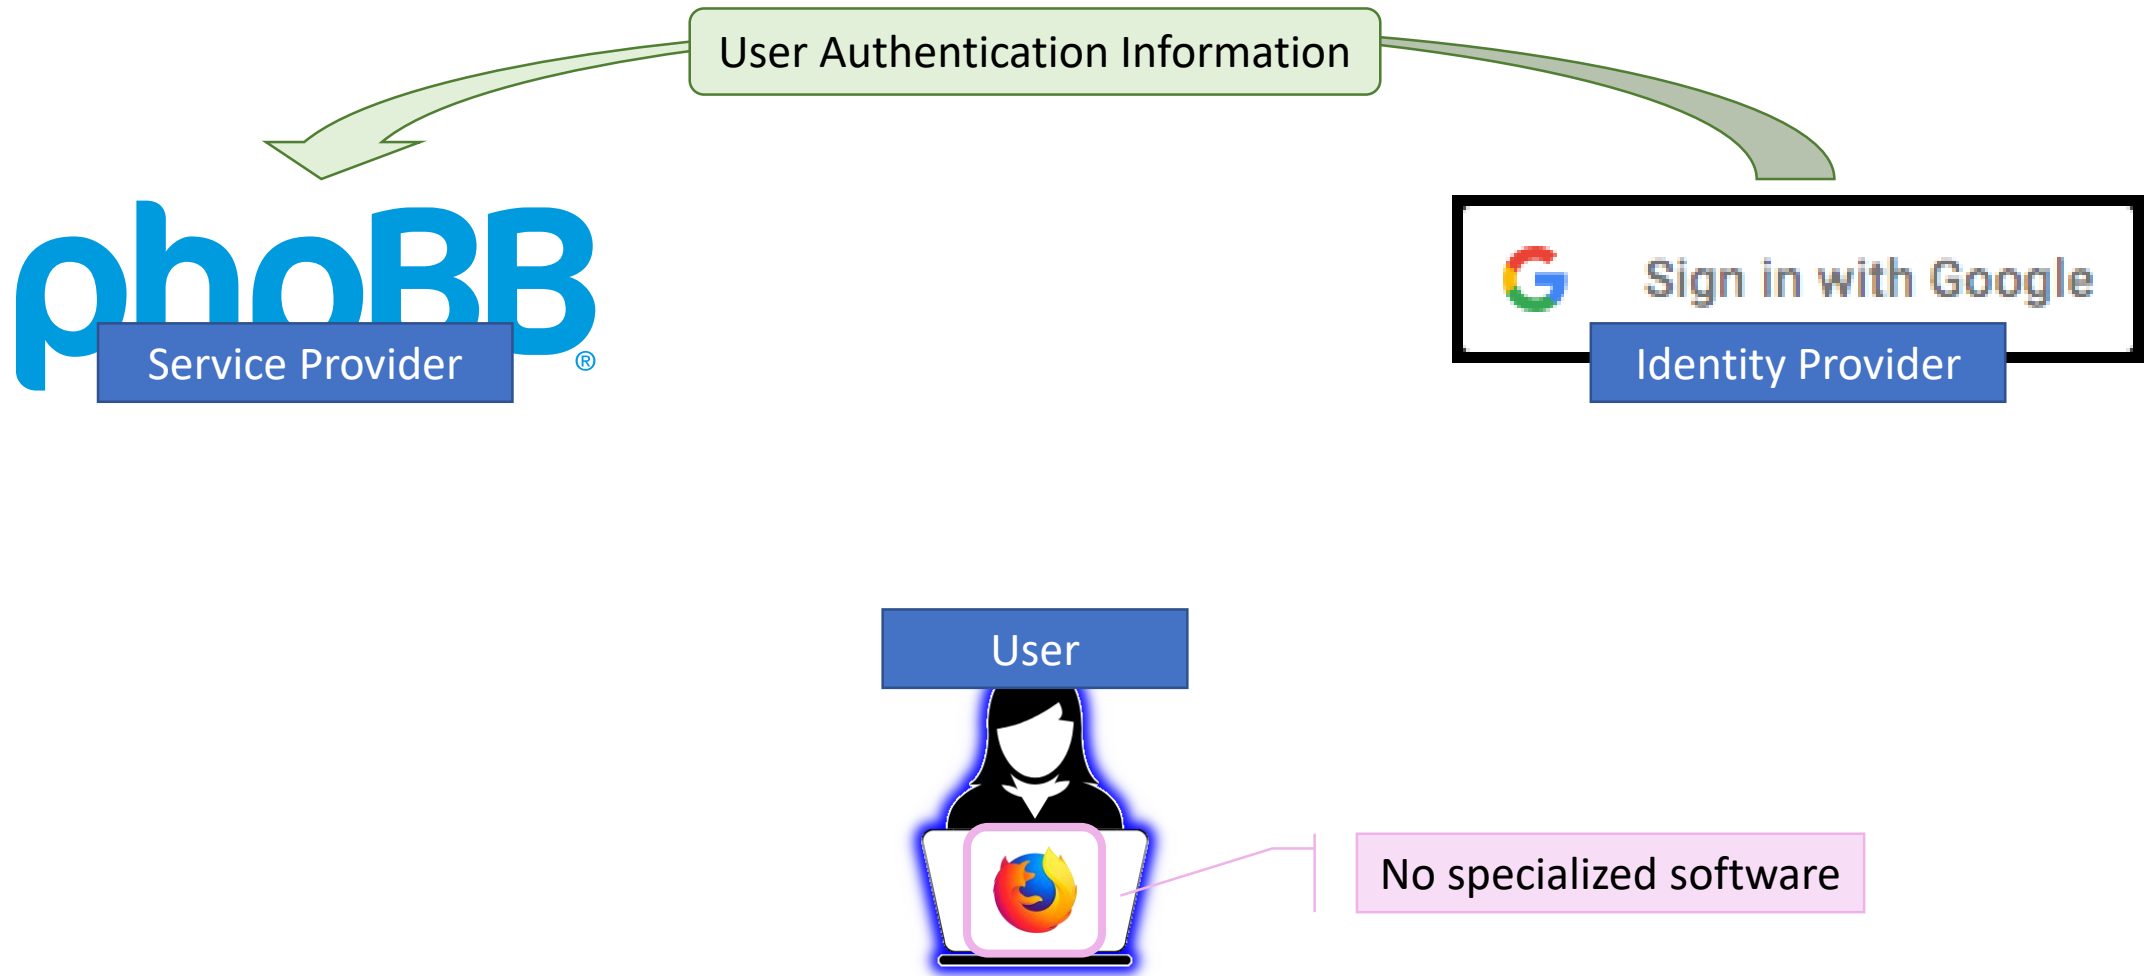 User Authentication Information
phpBB®
Sign in with Google
Service Provider
Identity Provider
User
No specialized software